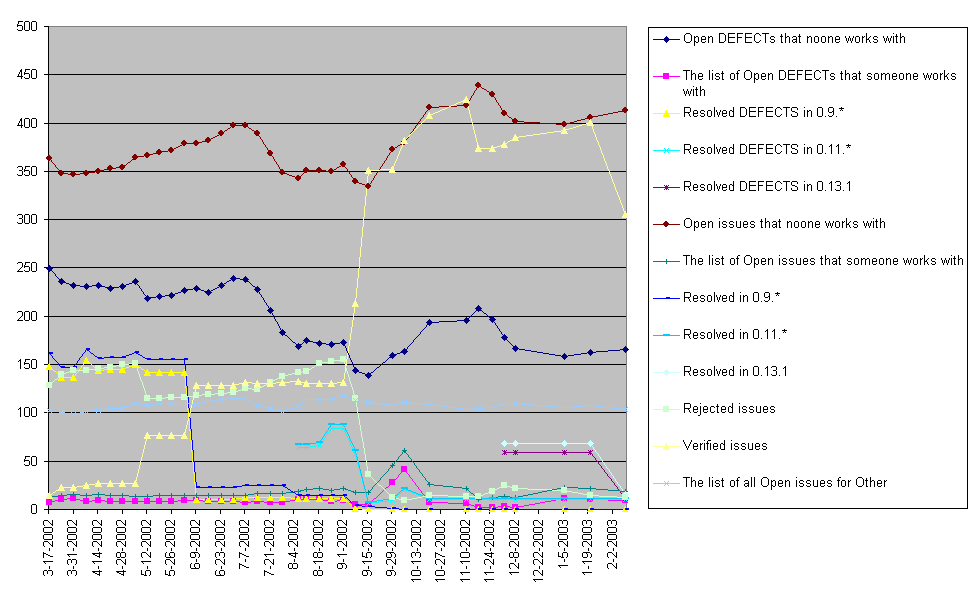 500
450
400
350
300
250
200
150
100
50
0
3-17-2002
3-31-2002
4-14-2002
4-28-2002
5-12-2002
5-26-2002
6-9-2002
6-23-2002
7-7-2002
7-21-2002
8-4-2002
8-18-2002
9-1-2002
9-15-2002
9-29-2002
10-13-2002
10-27-2002
11-10-2002
11-24-2002
12-8-2002
12-22-2002
1-5-2003
1-19-2003
2-2-2003
Open DEFECTs that noone works with
The list of Open DEFECTs that someone works
with
Resolved DEFECTS in 0.9.*
Resolved DEFECTS in 0.11.*
Resolved DEFECTS in 0.13.1
Open issues that noone works with
The list of Open issues that someone works with
Resolved in 0.9.*
Resolved in 0.11.*
Resolved in 0.13.1
Rejected issues
Verified issues
The list of all Open issues for Other